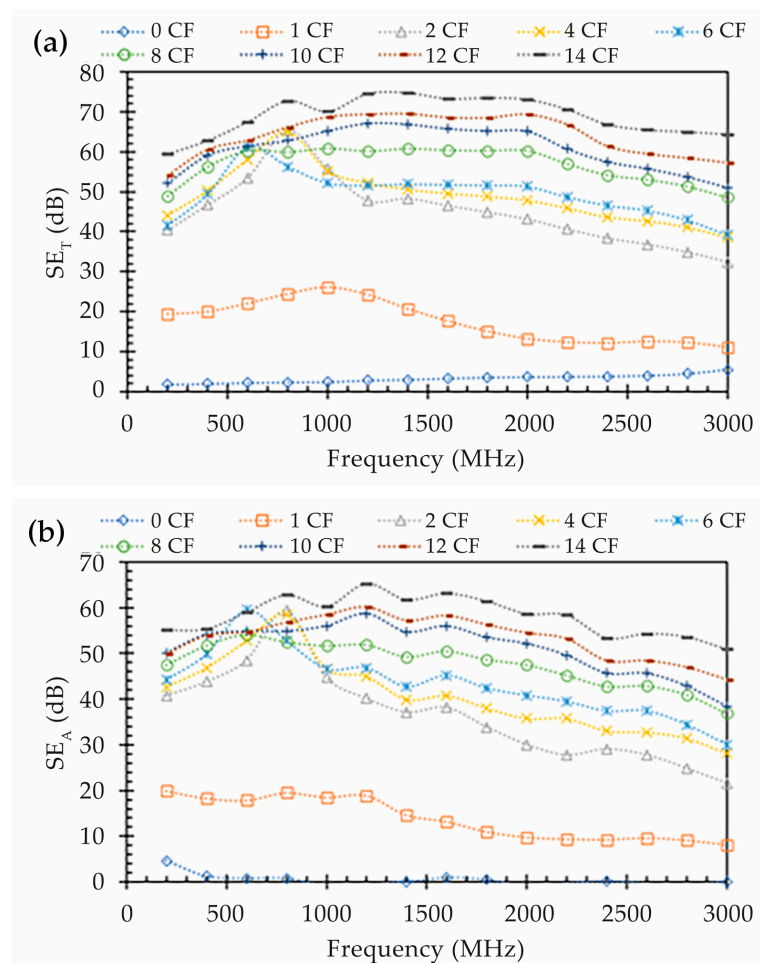 (a)
0 CF 1 CF 2 CF 4 CF 6 CF
8 CF 10 CF 12 CF 14 CF
80
70
60
50
40
30
20
10
0
SE_T (dB)
0 500 1000 1500 2000 2500 3000
Frequency (MHz)
(b)
0 CF 1 CF 2 CF 4 CF 6 CF
8 CF 10 CF 12 CF 14 CF
70
60
50
40
30
20
10
0
SE_A (dB)
0 500 1000 1500 2000 2500 3000
Frequency (MHz)